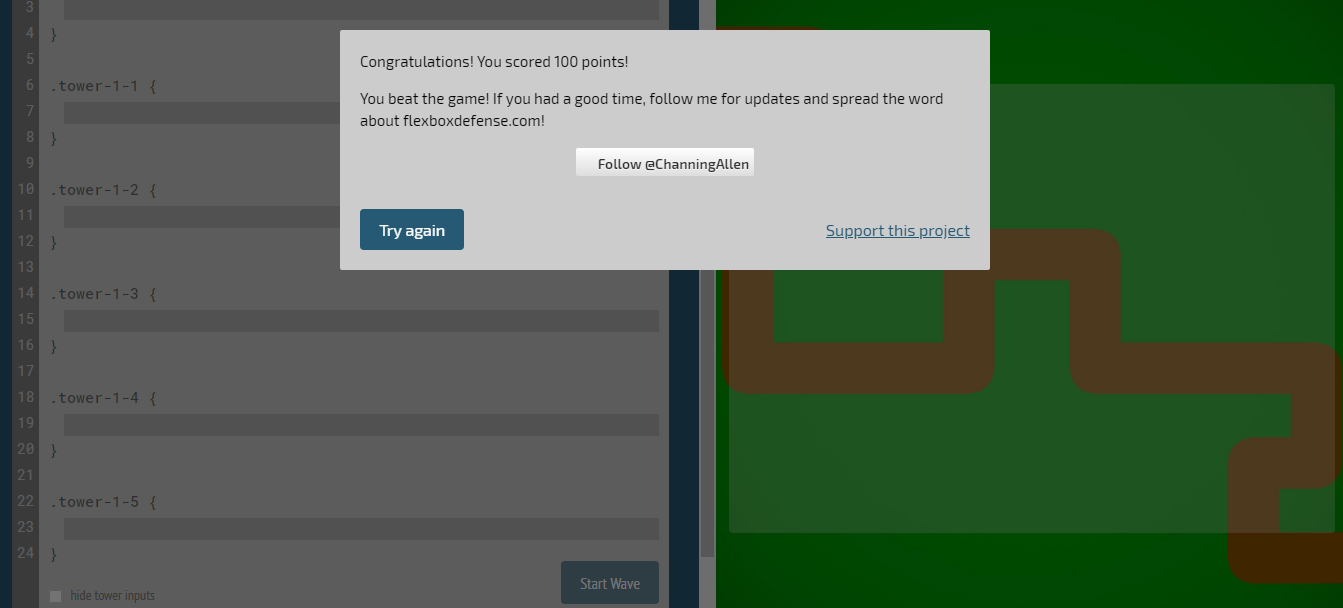 3
4 }
5
6 .tower-1-1 {
7
8 }
9
10 .tower-1-2 {
11
12 }
13
14 .tower-1-3 {
15
16 }
17
18 .tower-1-4 {
19
20 }
21
22 .tower-1-5 {
23
24 }
hide tower inputs
Start Wave
Congratulations! You scored 100 points!
You beat the game! If you had a good time, follow me for updates and spread the word
about flexboxdefense.com!
Follow @ChanningAllen
Try again
Support this project